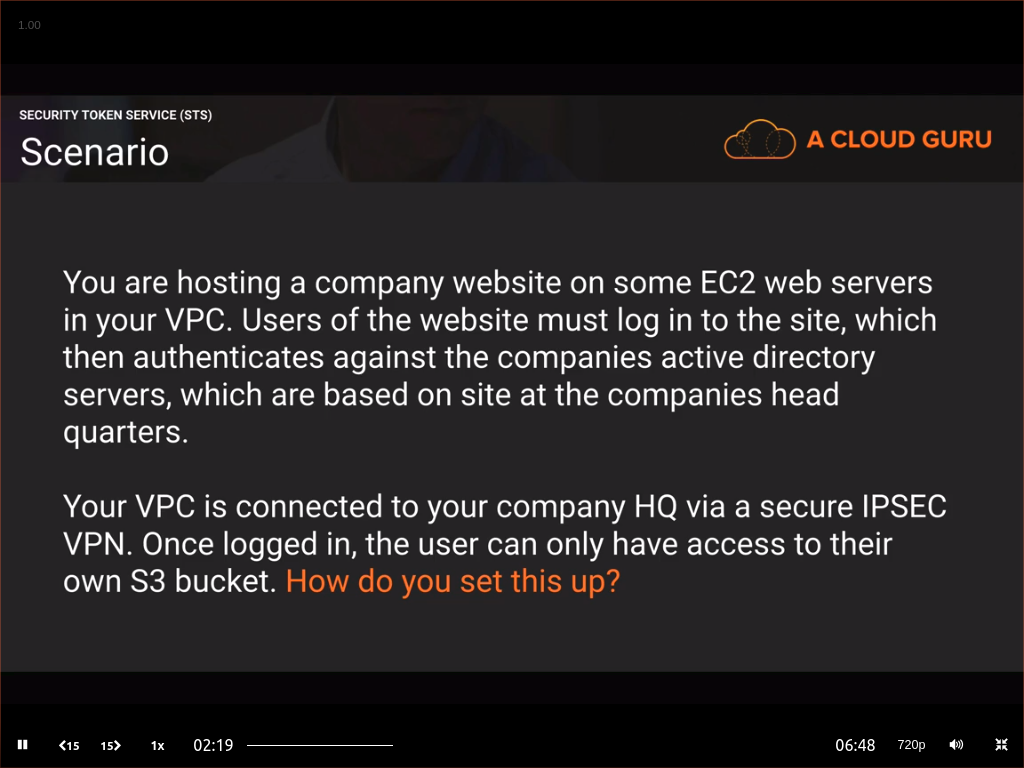 1.00
SECURITY TOKEN SERVICE (STS)
Scenario
A CLOUD GURU
You are hosting a company website on some EC2 web servers
in your VPC. Users of the website must log in to the site, which
then authenticates against the companies active directory
servers, which are based on site at the companies head
quarters.
Your VPC is connected to your company HQ via a secure IPSEC
VPN. Once logged in, the user can only have access to their
own S3 bucket. How do you set this up?
15 15 1x 02:19 06:48 720p